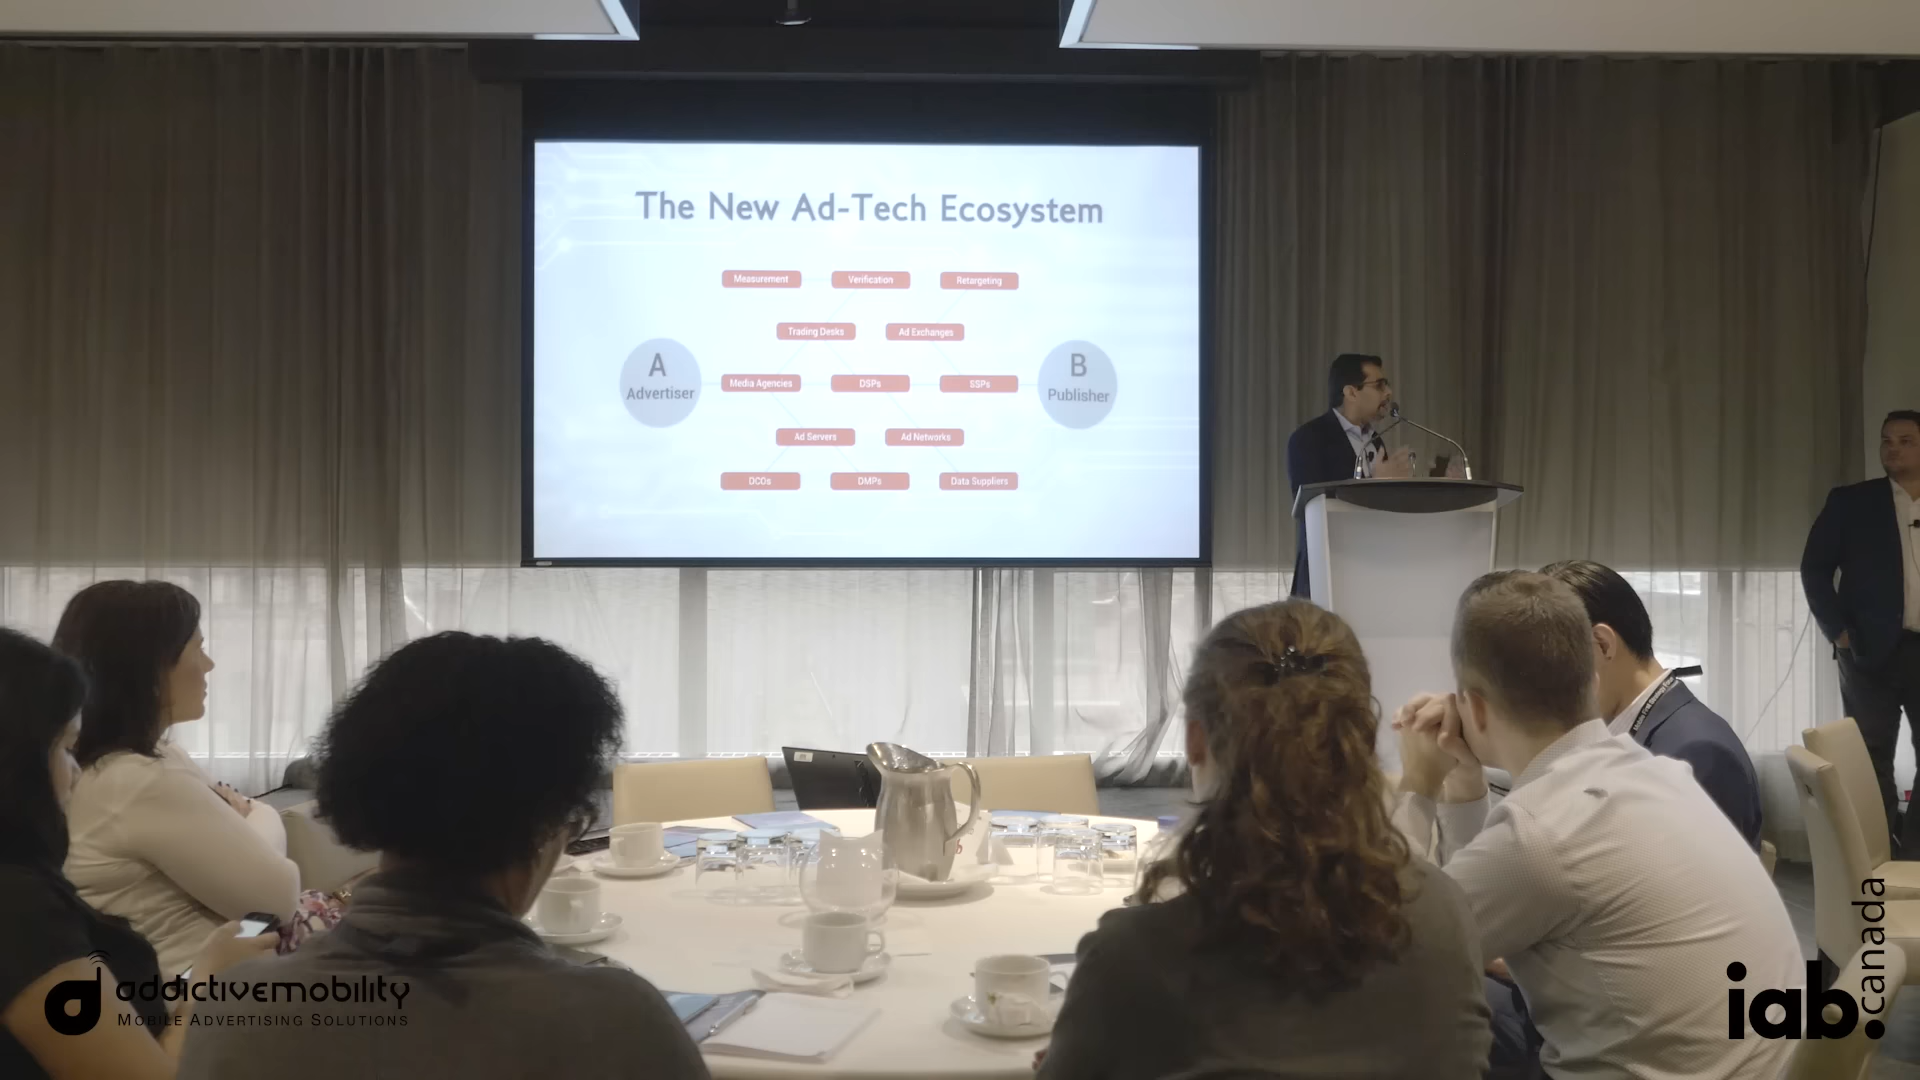 The New Ad-Tech Ecosystem
Measurement
Verification
Retargeting
Trading Desks
Ad Exchanges
A
Advertiser
Media Agencies
DSPs
SSPs
B
Publisher
Ad Servers
Ad Networks
DCOs
DMPs
Data Suppliers
addictivemobility
MOBILE ADVERTISING SOLUTIONS
iab.
canada